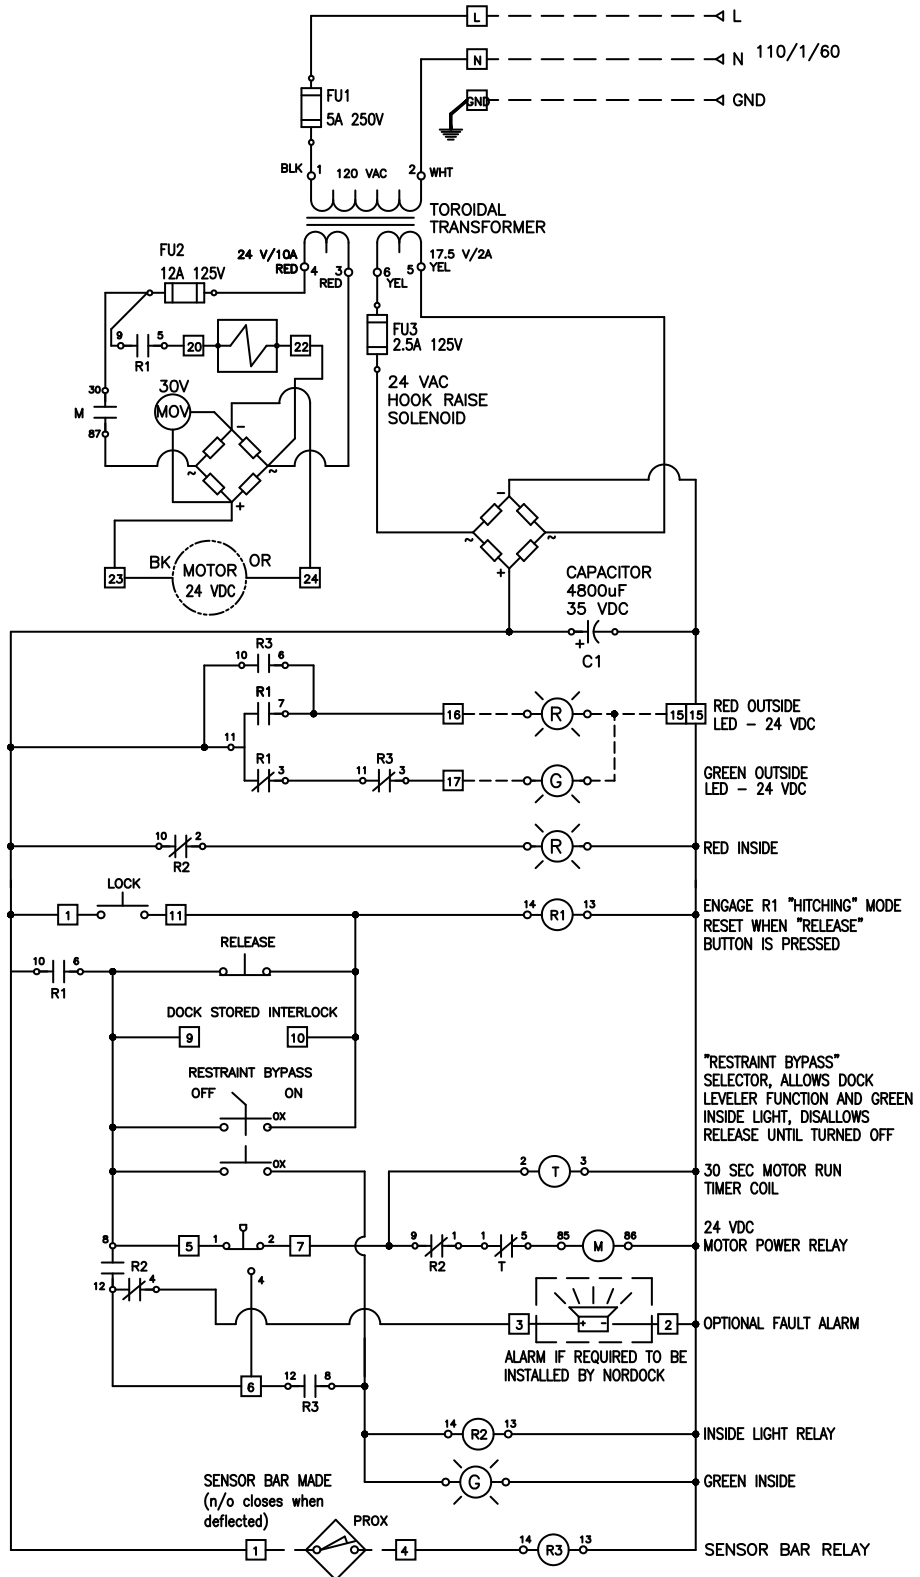 L L
N N 110/1/60
GND GND
FU1
5A 250V
BLK 1 120 VAC 2 WHT
TOROIDAL
TRANSFORMER
FU2
12A 125V
24 V/10A
RED 4 3 RED
17.5 V/2A
6 YEL 5 YEL
FU3
2.5A 125V
9 5 20 22
R1
24 VAC
HOOK RAISE
SOLENOID
30V
MOV
30
M
87
- ~ ~ +
- ~ ~ +
BK OR
23 MOTOR 24
24 VDC
CAPACITOR
4800uF
35 VDC
+
C1
R3
10 6
R1
7 16 R 15 15 RED OUTSIDE
LED - 24 VDC
11
R1 R3
3 11 3 17 G GREEN OUTSIDE
LED - 24 VDC
10 2 R RED INSIDE
R2
LOCK
1 11 14 R1 13 ENGAGE R1 "HITCHING" MODE
RESET WHEN "RELEASE"
BUTTON IS PRESSED
RELEASE
10 6
R1
DOCK STORED INTERLOCK
9 10
RESTRAINT BYPASS
OFF ON
OX
OX
"RESTRAINT BYPASS"
SELECTOR, ALLOWS DOCK
LEVELER FUNCTION AND GREEN
INSIDE LIGHT, DISALLOWS
RELEASE UNTIL TURNED OFF
2 T 3 30 SEC MOTOR RUN
TIMER COIL
8 5 1 2 7 9 1 1 5 85 M 86 24 VDC
MOTOR POWER RELAY
R2 T
R2
12 4
4
3 + - 2 OPTIONAL FAULT ALARM
ALARM IF REQUIRED TO BE
INSTALLED BY NORDOCK
6 12 8
R3
14 R2 13 INSIDE LIGHT RELAY
G GREEN INSIDE
SENSOR BAR MADE
(n/o closes when
deflected)
PROX
1 4 14 R3 13 SENSOR BAR RELAY